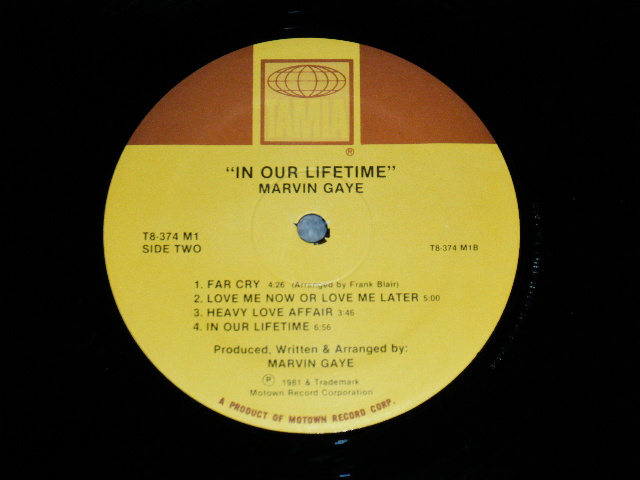 TAMLA
®
"IN OUR LIFETIME"
MARVIN GAYE
T8-374 M1
SIDE TWO
T8-374 M1B
1. FAR CRY 4:26 (Arranged by Frank Blair)
2. LOVE ME NOW OR LOVE ME LATER 5:00
3. HEAVY LOVE AFFAIR 3:46
4. IN OUR LIFETIME 6:56
Produced, Written & Arranged by:
MARVIN GAYE
Ⓟ 1981 & Trademark
Motown Record Corporation
A PRODUCT OF MOTOWN RECORD CORP.